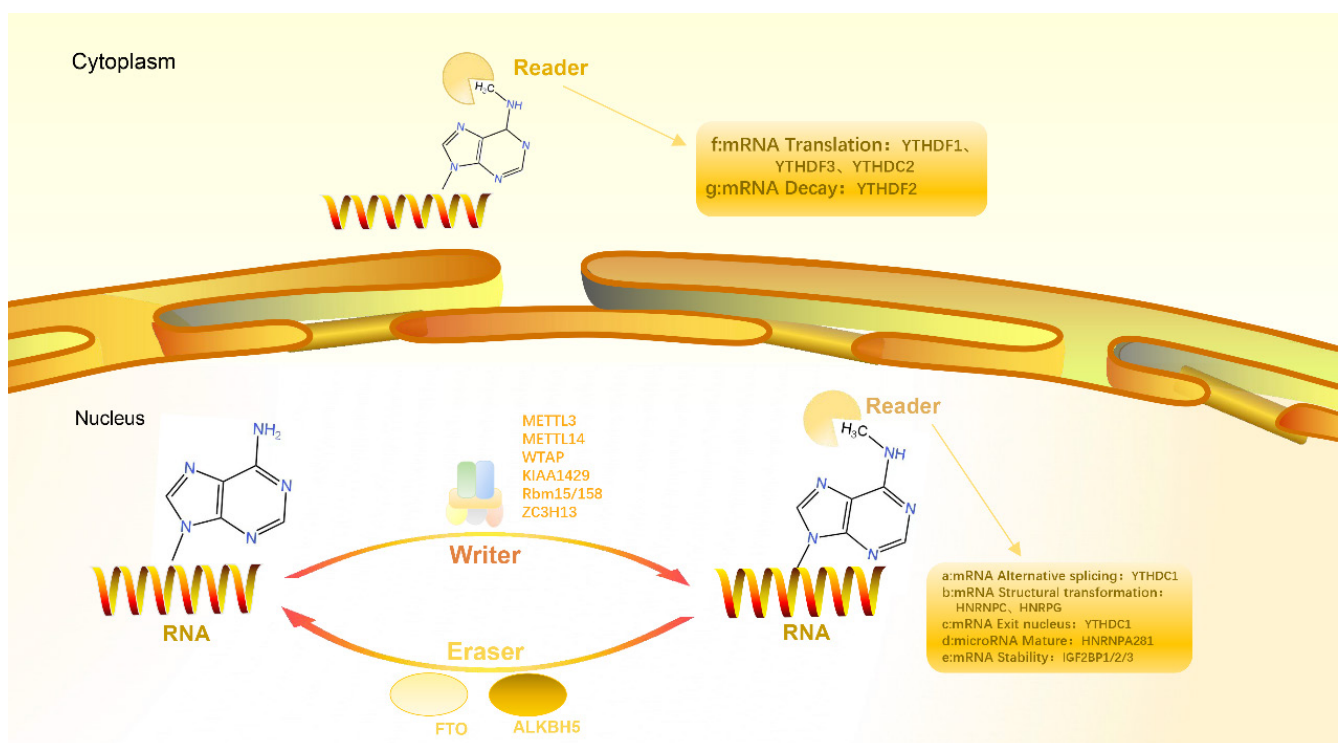 Cytoplasm
Reader
H₃C
NH
N
N
N
N
f:mRNA Translation：YTHDF1、
YTHDF3、YTHDC2
g:mRNA Decay：YTHDF2
Nucleus
NH₂
N
N
N
N
RNA
METTL3
METTL14
WTAP
KIAA1429
Rbm15/158
ZC3H13
Writer
Reader
H₃C
NH
N
N
N
N
RNA
a:mRNA Alternative splicing：YTHDC1
b:mRNA Structural transformation：
HNRNPC、HNRPG
c:mRNA Exit nucleus：YTHDC1
d:microRNA Mature：HNRNPA281
e:mRNA Stability：IGF2BP1/2/3
Eraser
FTO
ALKBH5